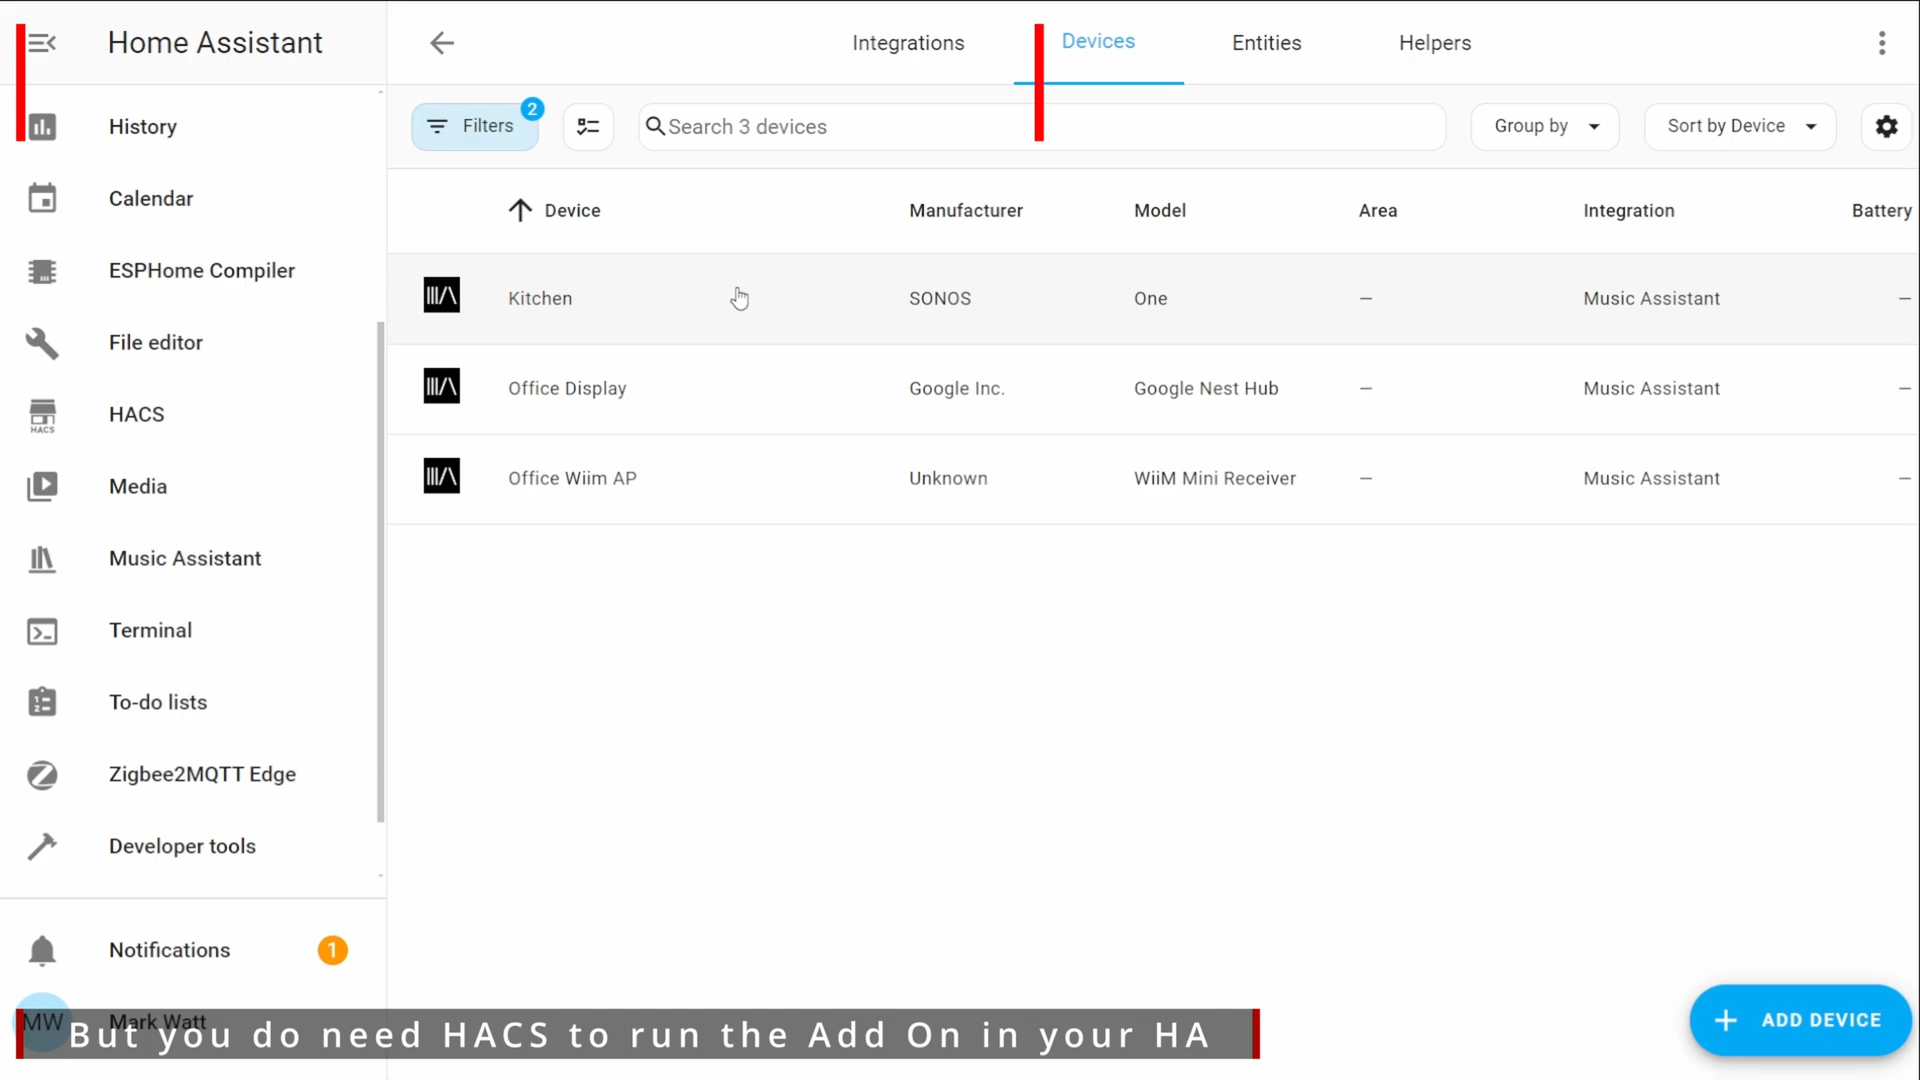 Home Assistant
Integrations
Devices
Entities
Helpers
History
Filters
2
Search 3 devices
Group by
Sort by Device
Calendar
Device
Manufacturer
Model
Area
Integration
Battery
ESPHome Compiler
Kitchen
SONOS
One
–
Music Assistant
–
File editor
Office Display
Google Inc.
Google Nest Hub
–
Music Assistant
–
HACS
HACS
Office Wiim AP
Unknown
WiiM Mini Receiver
–
Music Assistant
–
Media
Music Assistant
Terminal
To-do lists
Zigbee2MQTT Edge
Developer tools
Notifications
1
MW
Mark Watt
But you do need HACS to run the Add On in your HA
ADD DEVICE